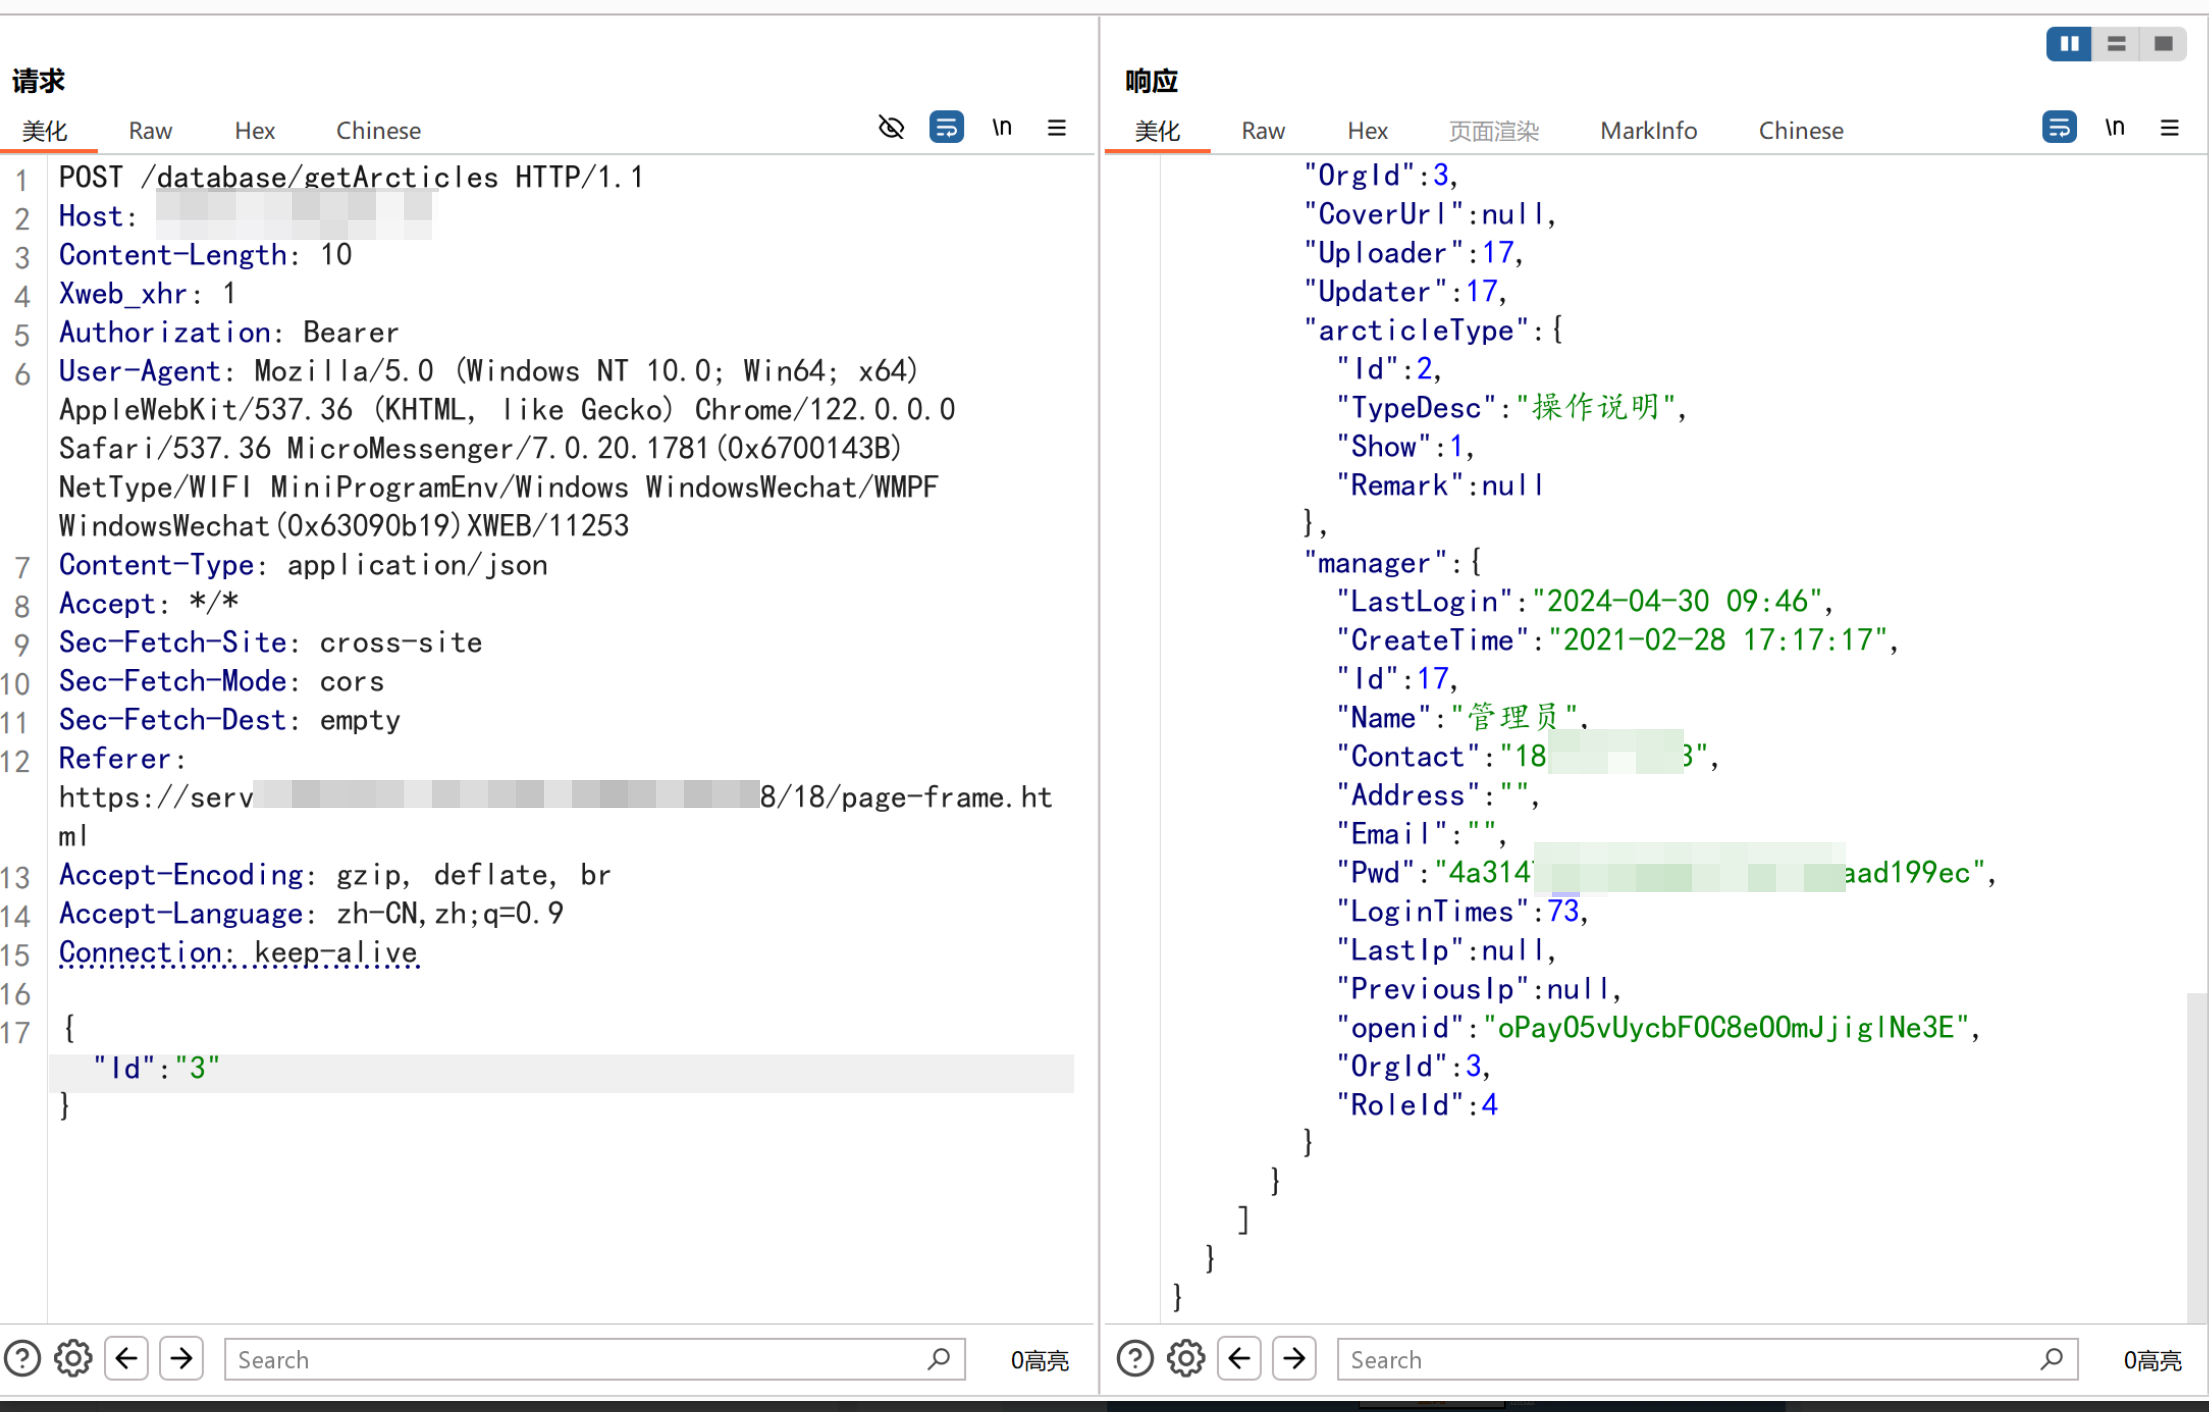 请求
美化 Raw Hex Chinese \n
1 POST /database/getArcticles HTTP/1.1
2 Host:
3 Content-Length: 10
4 Xweb_xhr: 1
5 Authorization: Bearer
6 User-Agent: Mozilla/5.0 (Windows NT 10.0; Win64; x64)
AppleWebKit/537.36 (KHTML, like Gecko) Chrome/122.0.0.0
Safari/537.36 MicroMessenger/7.0.20.1781(0x6700143B)
NetType/WIFI MiniProgramEnv/Windows WindowsWechat/WMPF
WindowsWechat(0x63090b19)XWEB/11253
7 Content-Type: application/json
8 Accept: */*
9 Sec-Fetch-Site: cross-site
10 Sec-Fetch-Mode: cors
11 Sec-Fetch-Dest: empty
12 Referer:
https://serv 8/18/page-frame.ht
ml
13 Accept-Encoding: gzip, deflate, br
14 Accept-Language: zh-CN,zh;q=0.9
15 Connection: keep-alive
16
17 {
"Id":"3"
}
Search 0高亮
响应
美化 Raw Hex 页面渲染 MarkInfo Chinese \n
"OrgId":3,
"CoverUrl":null,
"Uploader":17,
"Updater":17,
"arcticleType":{
"Id":2,
"TypeDesc":"操作说明",
"Show":1,
"Remark":null
},
"manager":{
"LastLogin":"2024-04-30 09:46",
"CreateTime":"2021-02-28 17:17:17",
"Id":17,
"Name":"管理员",
"Contact":"18 3",
"Address":"",
"Email":"",
"Pwd":"4a314 aad199ec",
"LoginTimes":73,
"LastIp":null,
"PreviousIp":null,
"openid":"oPay05vUycbF0C8e00mJjiglNe3E",
"OrgId":3,
"RoleId":4
}
}
]
}
}
Search 0高亮